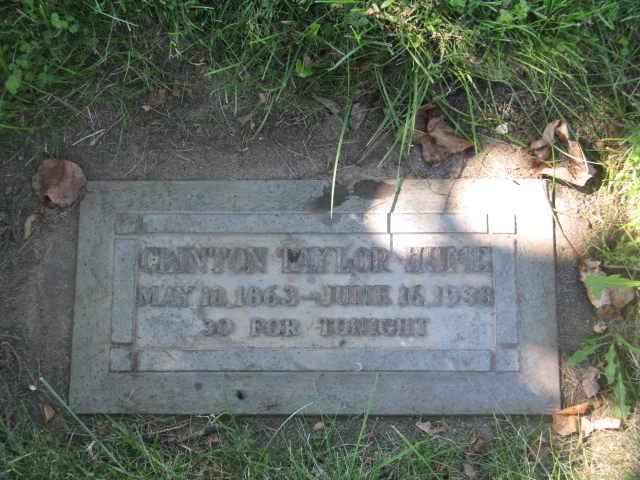 CLINTON TAYLOR HUME
MAY 18, 1863 — JUNE 16, 1938
30 FOR TONIGHT